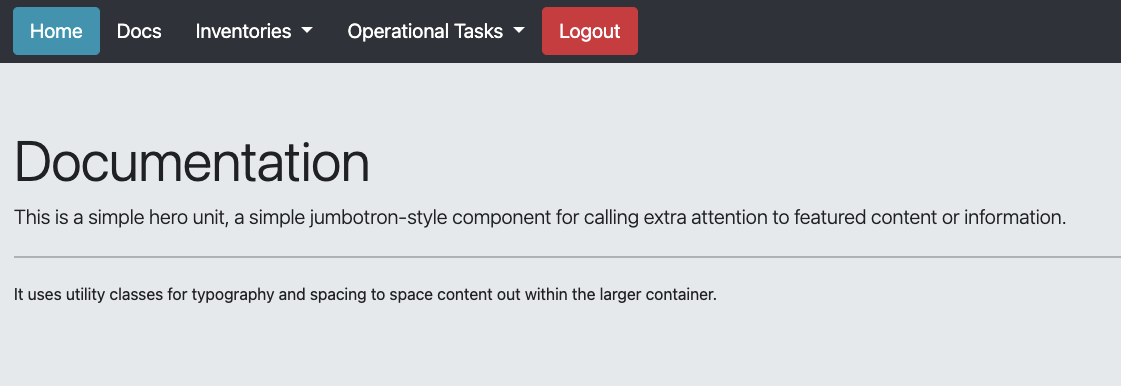 Home Docs Inventories Operational Tasks Logout
Documentation
This is a simple hero unit, a simple jumbotron-style component for calling extra attention to featured content or information.
It uses utility classes for typography and spacing to space content out within the larger container.